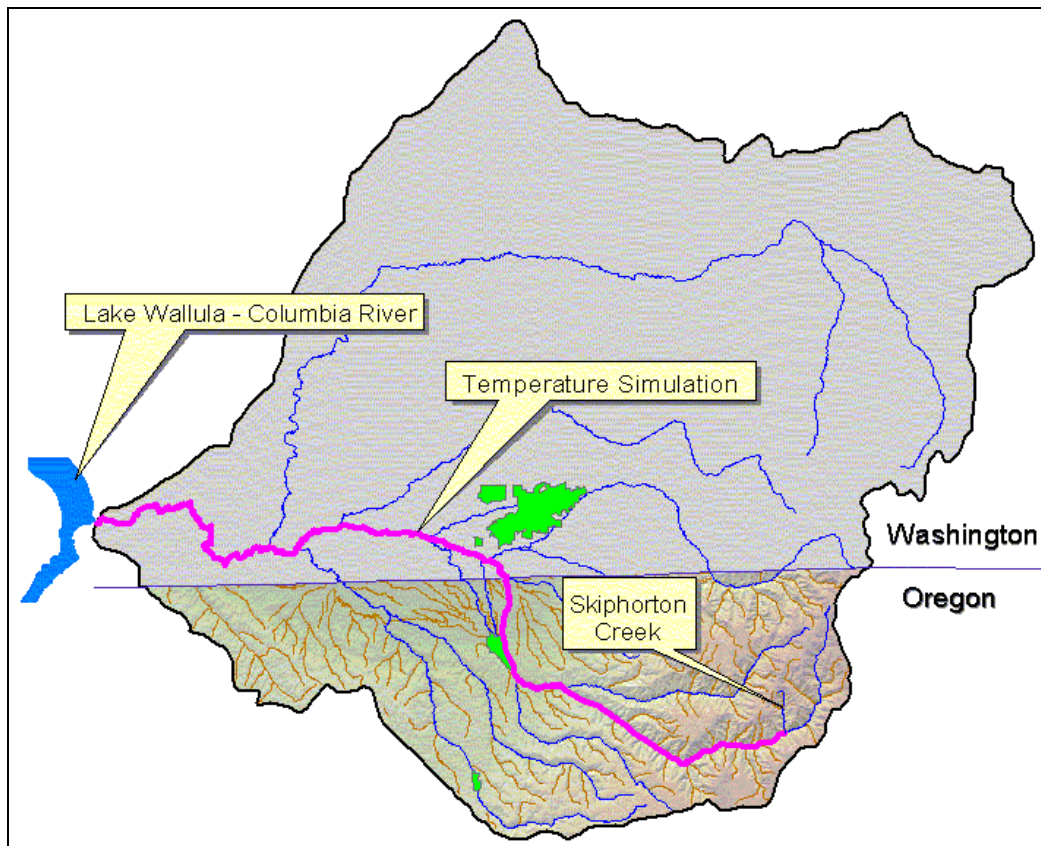 Lake Wallula - Columbia River
Temperature Simulation
Washington
Oregon
Skiphorton
Creek